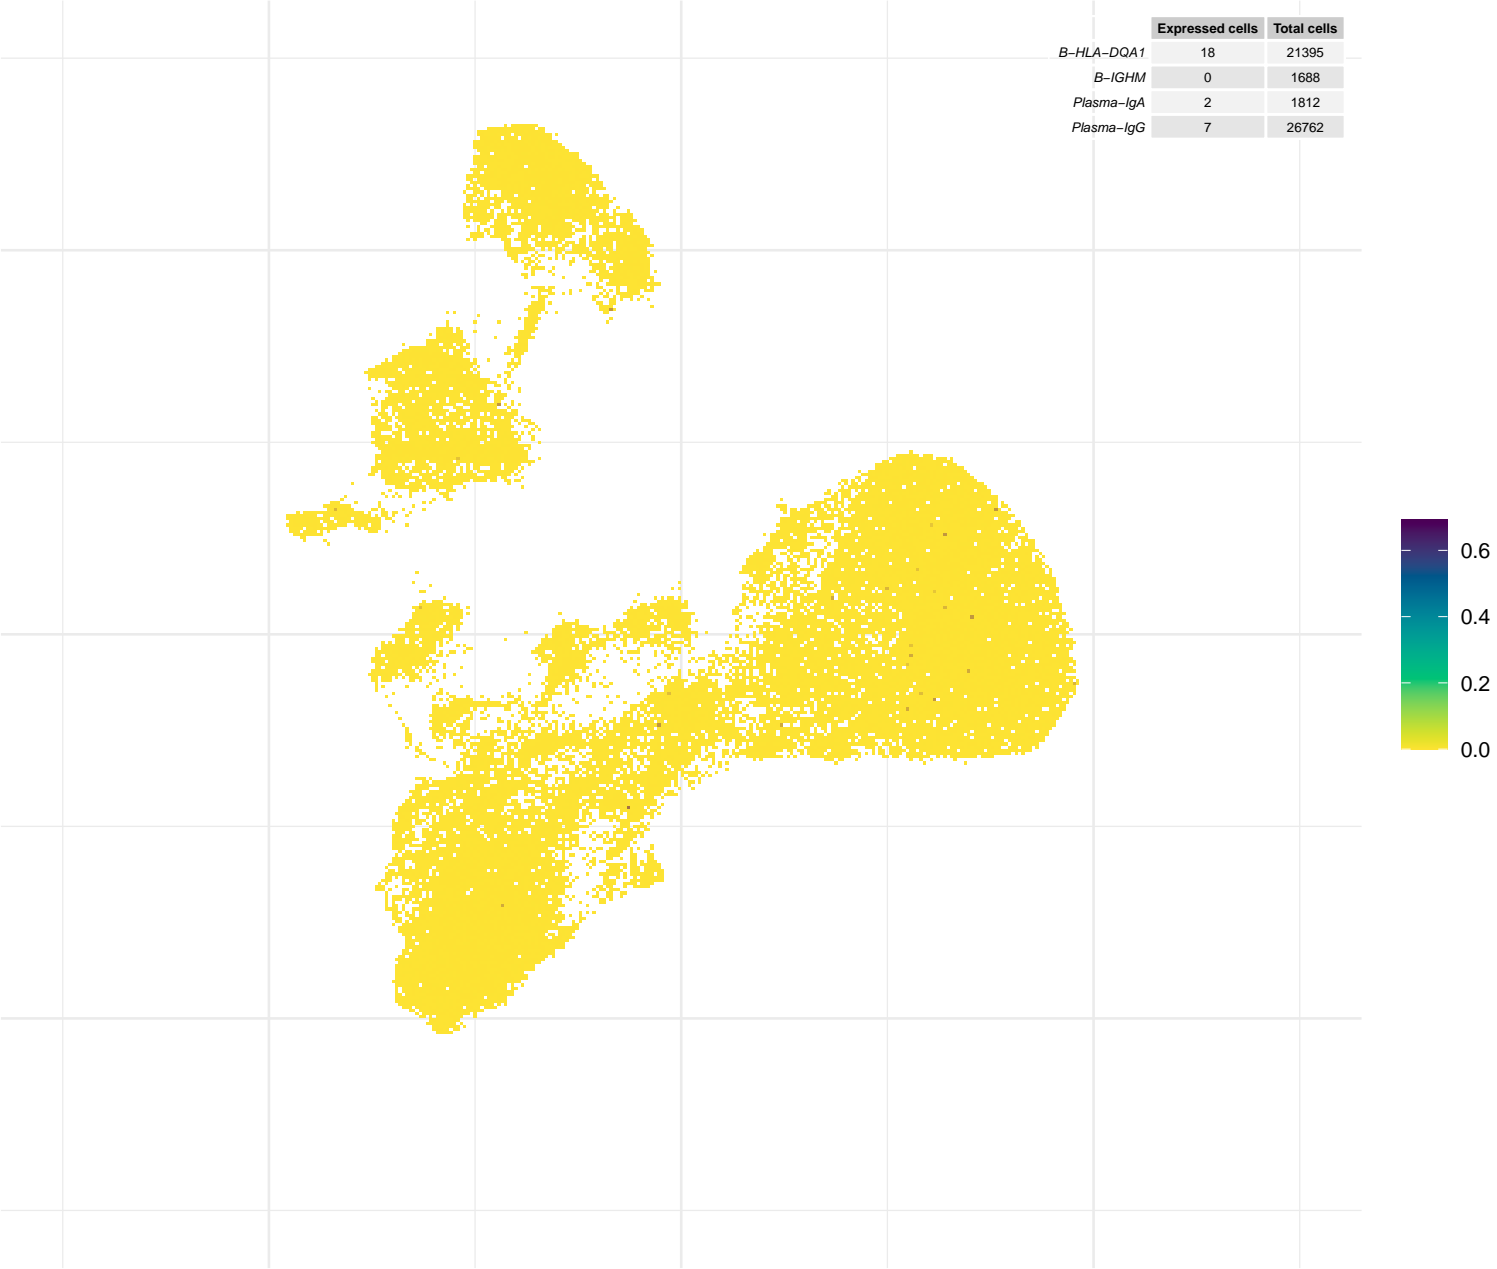 Expressed cells Total cells
B−HLA−DQA1 18 21395
B−IGHM 0 1688
Plasma−IgA 2 1812
Plasma−IgG 7 26762
0.6
0.4
0.2
0.0